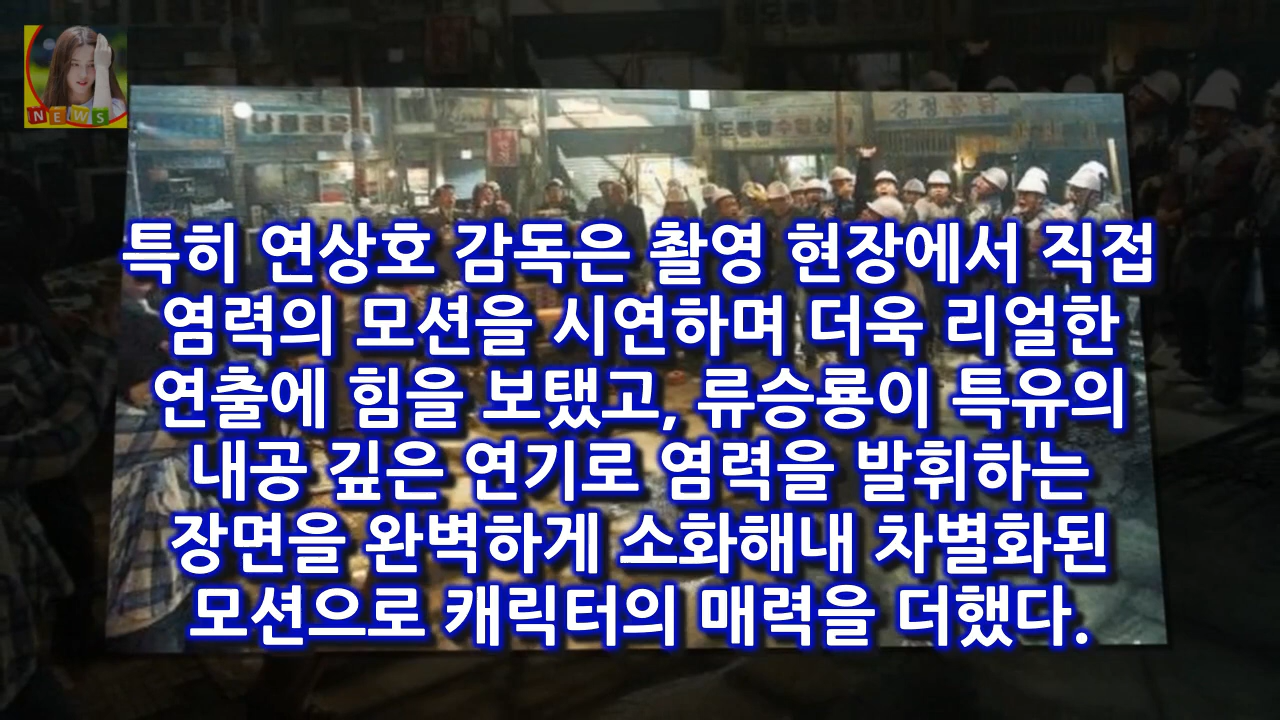 NEWS
강정통닭
특히 연상호 감독은 촬영 현장에서 직접
염력의 모션을 시연하며 더욱 리얼한
연출에 힘을 보탰고, 류승룡이 특유의
내공 깊은 연기로 염력을 발휘하는
장면을 완벽하게 소화해내 차별화된
모션으로 캐릭터의 매력을 더했다.